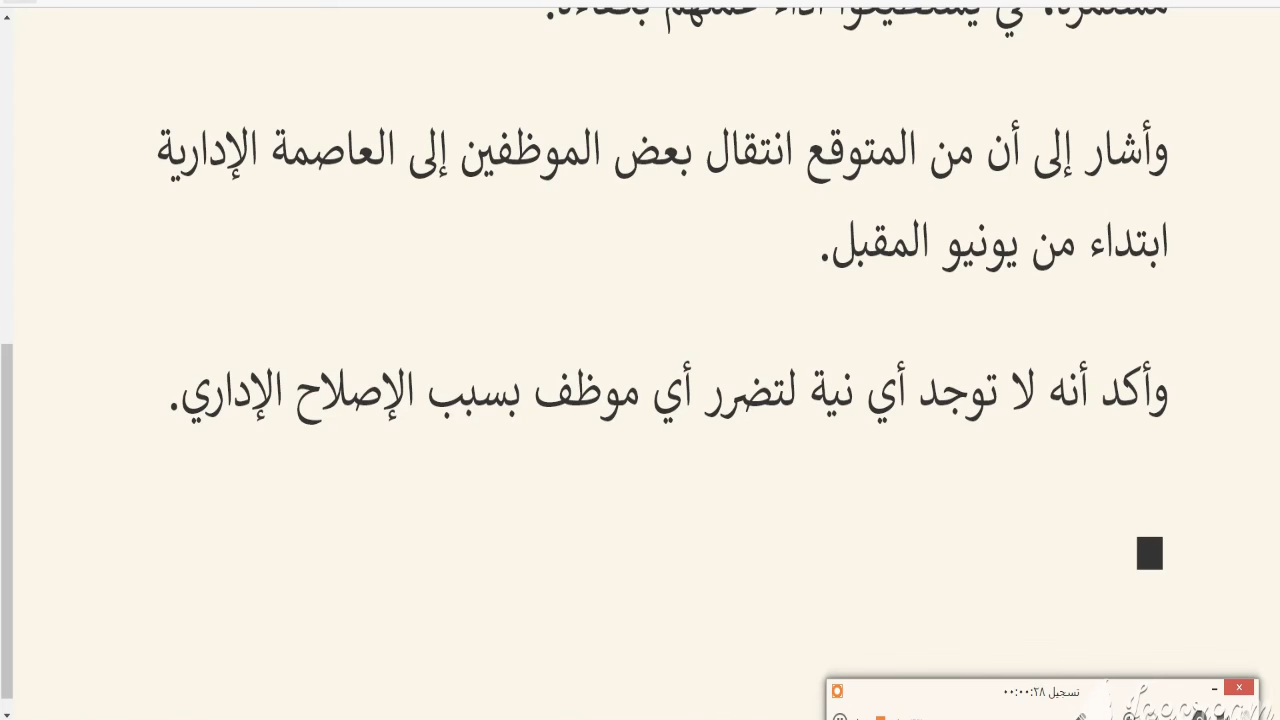 وأشار إلى أن من المتوقع انتقال بعض الموظفين إلى العاصمة الإدارية
ابتداء من يونيو المقبل.
وأكد أنه لا توجد أي نية لتضرر أي موظف بسبب الإصلاح الإداري.
تسجيل ٠٠:٠٠:٢٨